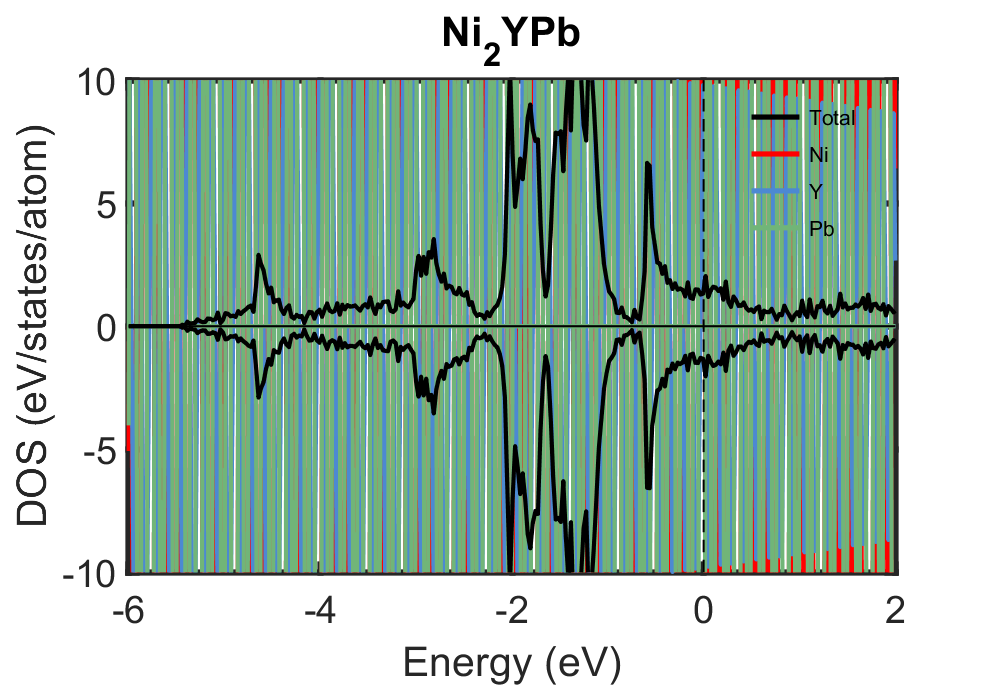 Ni2YPb
DOS (eV/states/atom)
10
5
0
-5
-10
Total
Ni
Y
Pb
-6 -4 -2 0 2
Energy (eV)